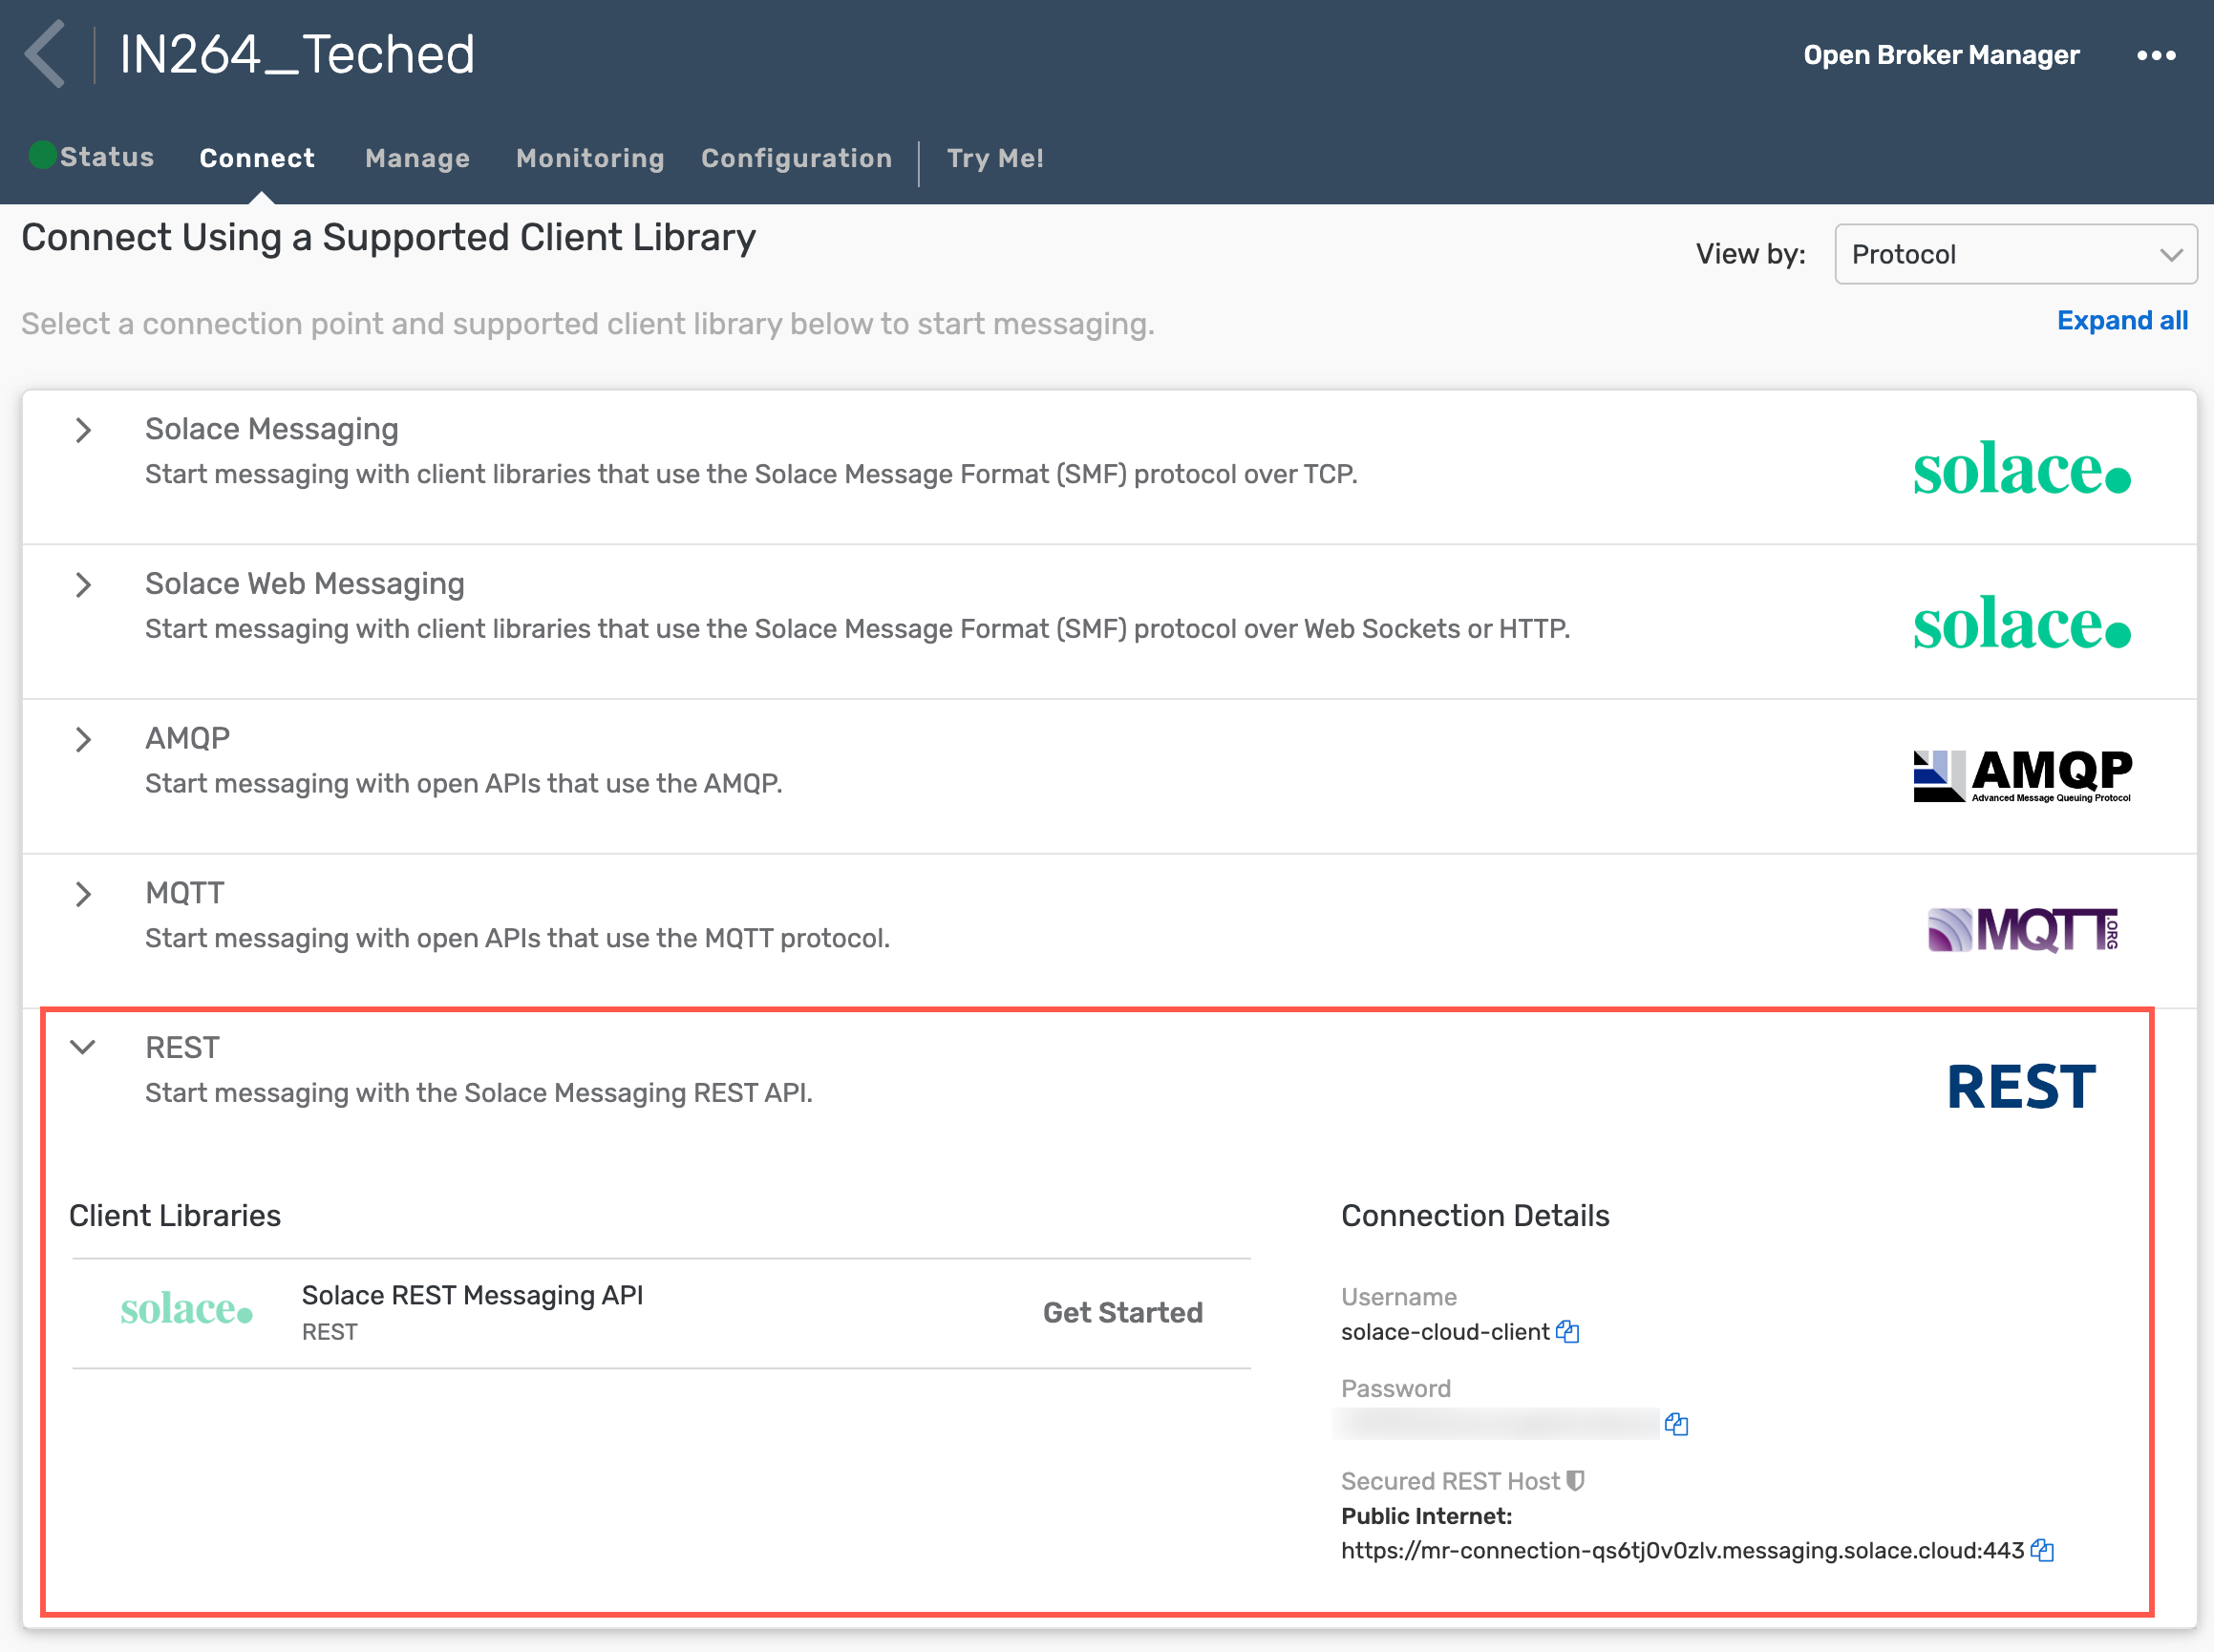 IN264_Teched
Open Broker Manager
Status Connect Manage Monitoring Configuration Try Me!
Connect Using a Supported Client Library
View by: Protocol
Select a connection point and supported client library below to start messaging.
Expand all
Solace Messaging
Start messaging with client libraries that use the Solace Message Format (SMF) protocol over TCP.
solace.
Solace Web Messaging
Start messaging with client libraries that use the Solace Message Format (SMF) protocol over Web Sockets or HTTP.
solace.
AMQP
Start messaging with open APIs that use the AMQP.
AMQP
Advanced Message Queuing Protocol
MQTT
Start messaging with open APIs that use the MQTT protocol.
MQTT.ORG
REST
Start messaging with the Solace Messaging REST API.
REST
Client Libraries
solace.
Solace REST Messaging API
REST
Get Started
Connection Details
Username
solace-cloud-client
Password
Secured REST Host
Public Internet:
https://mr-connection-qs6tj0v0zlv.messaging.solace.cloud:443